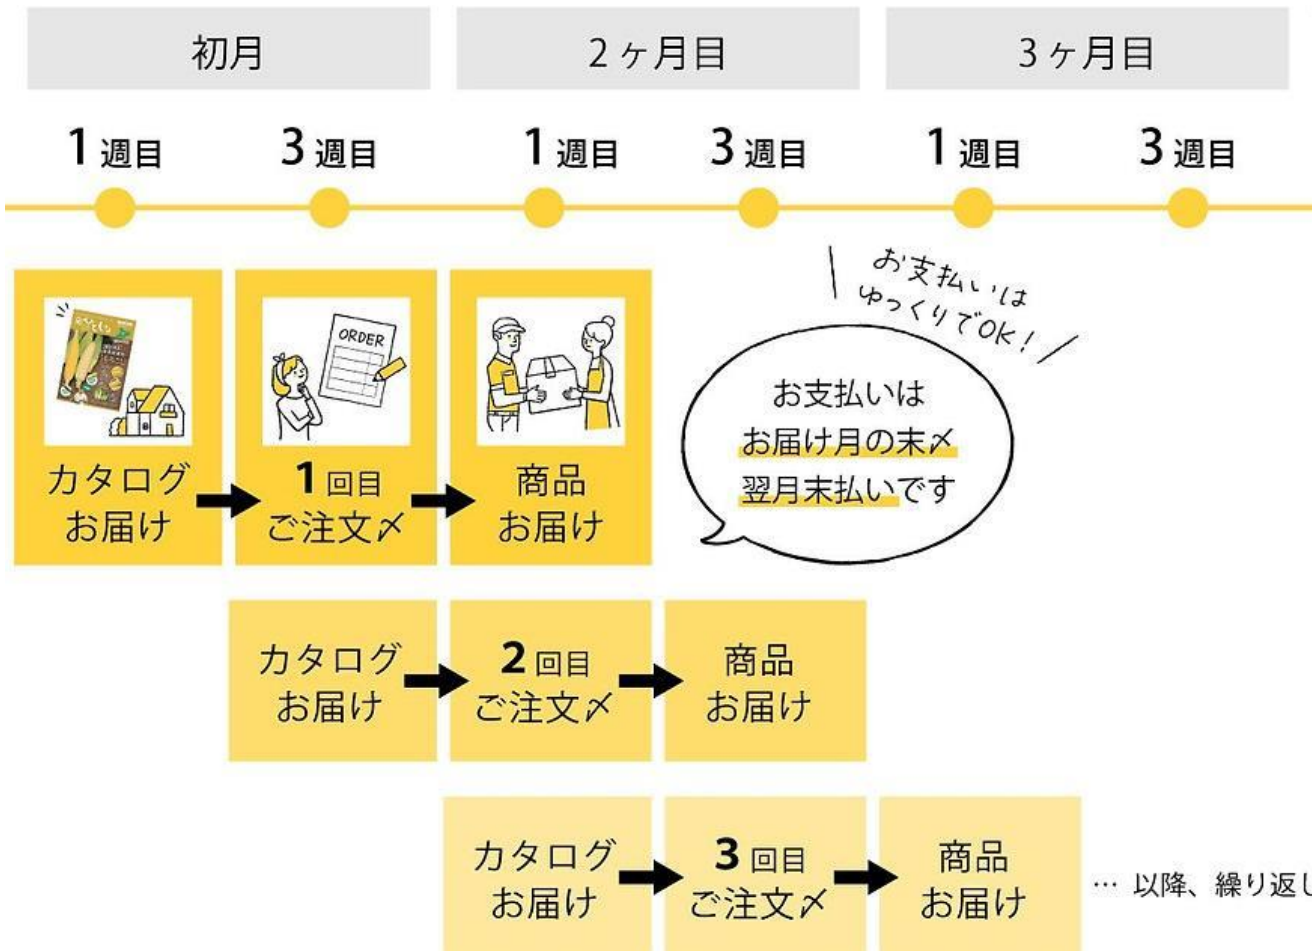 初月
2ヶ月目
3ヶ月目
1週目
3週目
1週目
3週目
1週目
3週目
お支払いは
ゆっくりでOK!
ORDER
カタログ
お届け
1回目
ご注文〆
商品
お届け
お支払いは
お届け月の末〆
翌月末払いです
カタログ
お届け
2回目
ご注文〆
商品
お届け
カタログ
お届け
3回目
ご注文〆
商品
お届け
… 以降、繰り返し